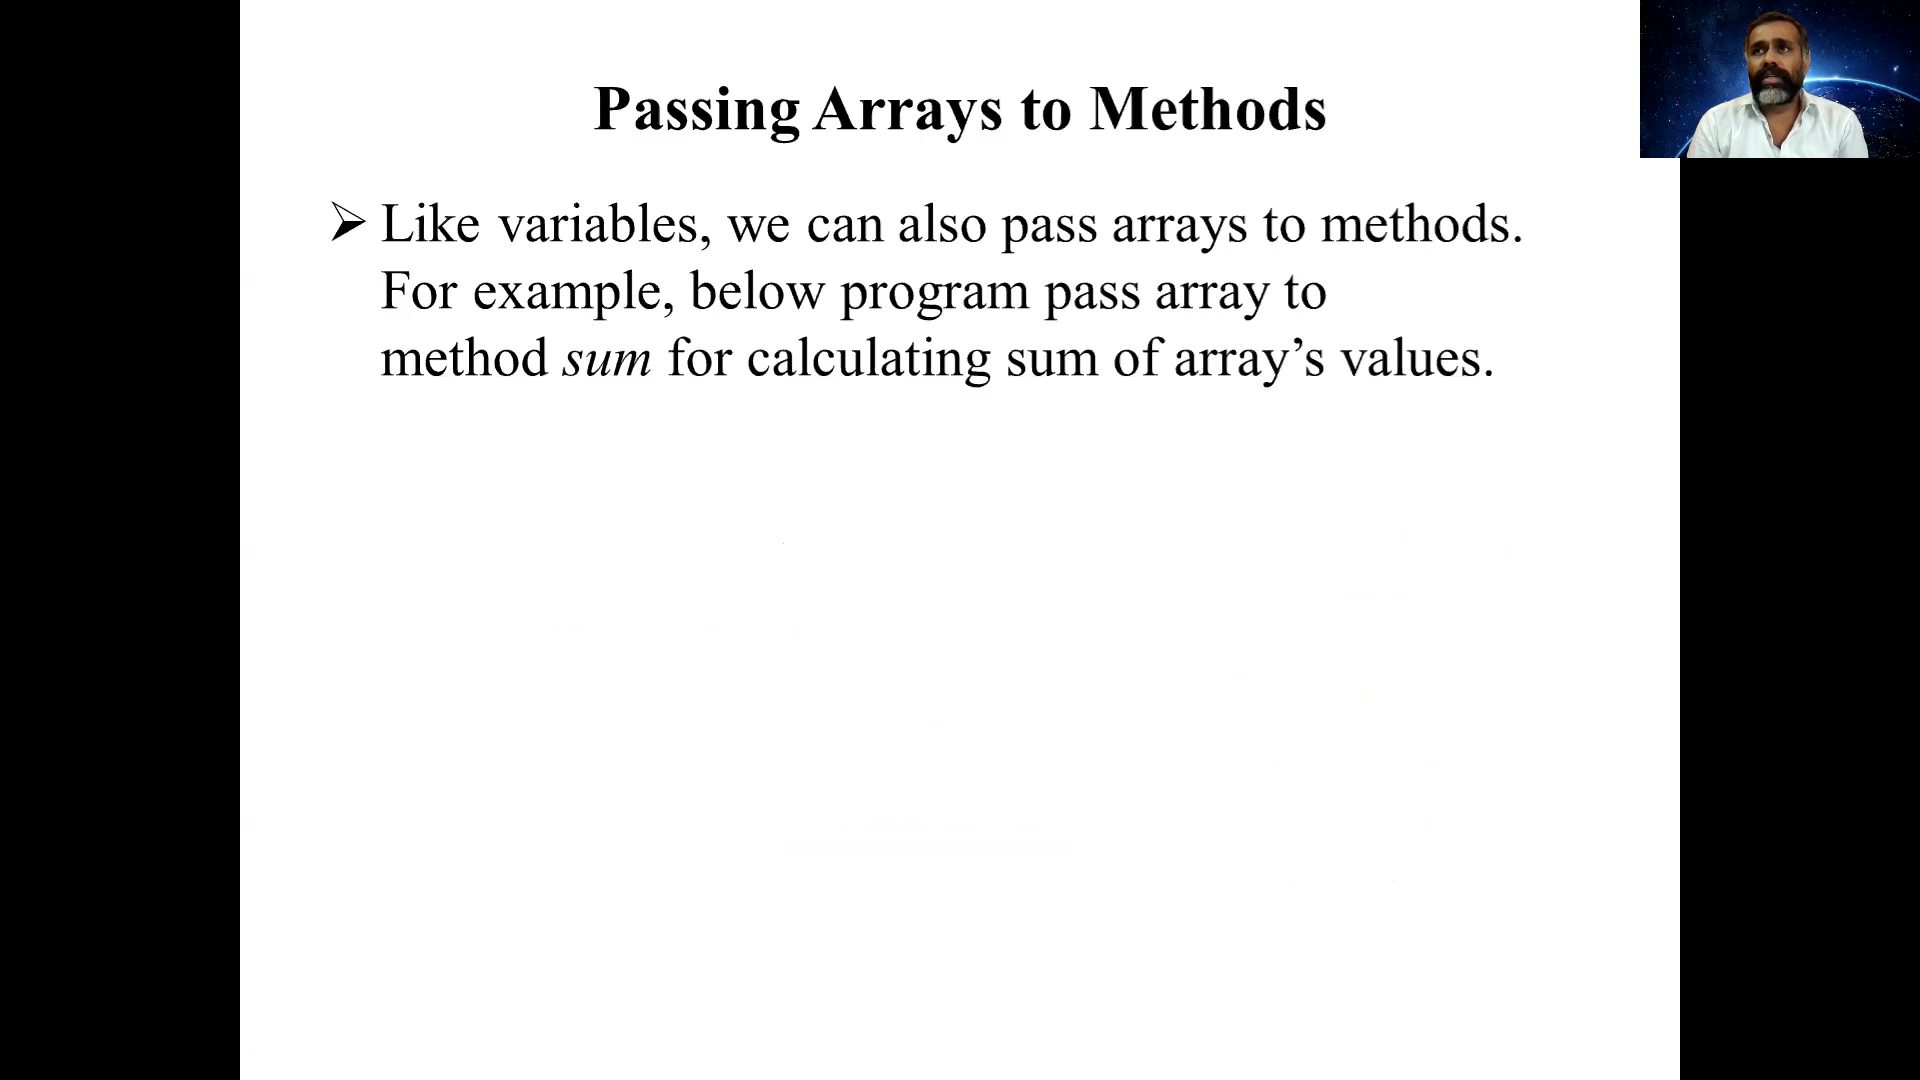 Passing Arrays to Methods
➢ Like variables, we can also pass arrays to methods.
For example, below program pass array to
method sum for calculating sum of array’s values.